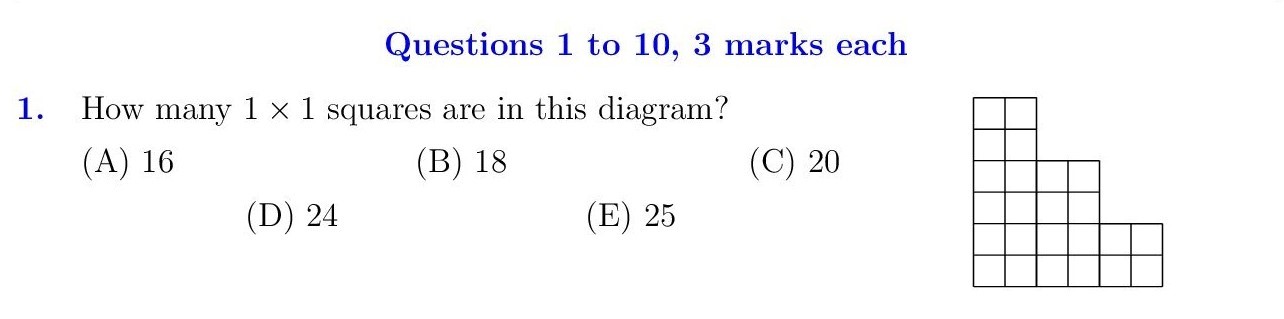 Questions 1 to 10, 3 marks each
1. How many 1 × 1 squares are in this diagram?
(A) 16 (B) 18 (C) 20
(D) 24 (E) 25